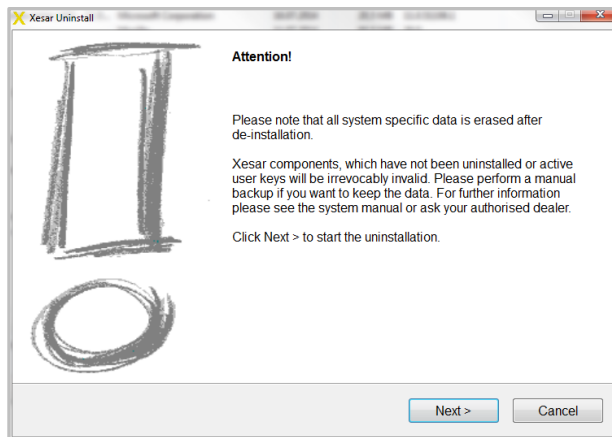 Xesar Uninstall
Attention!
Please note that all system specific data is erased after
de-installation.
Xesar components, which have not been uninstalled or active
user keys will be irrevocably invalid. Please perform a manual
backup if you want to keep the data. For further information
please see the system manual or ask your authorised dealer.
Click Next > to start the uninstallation.
Next >
Cancel